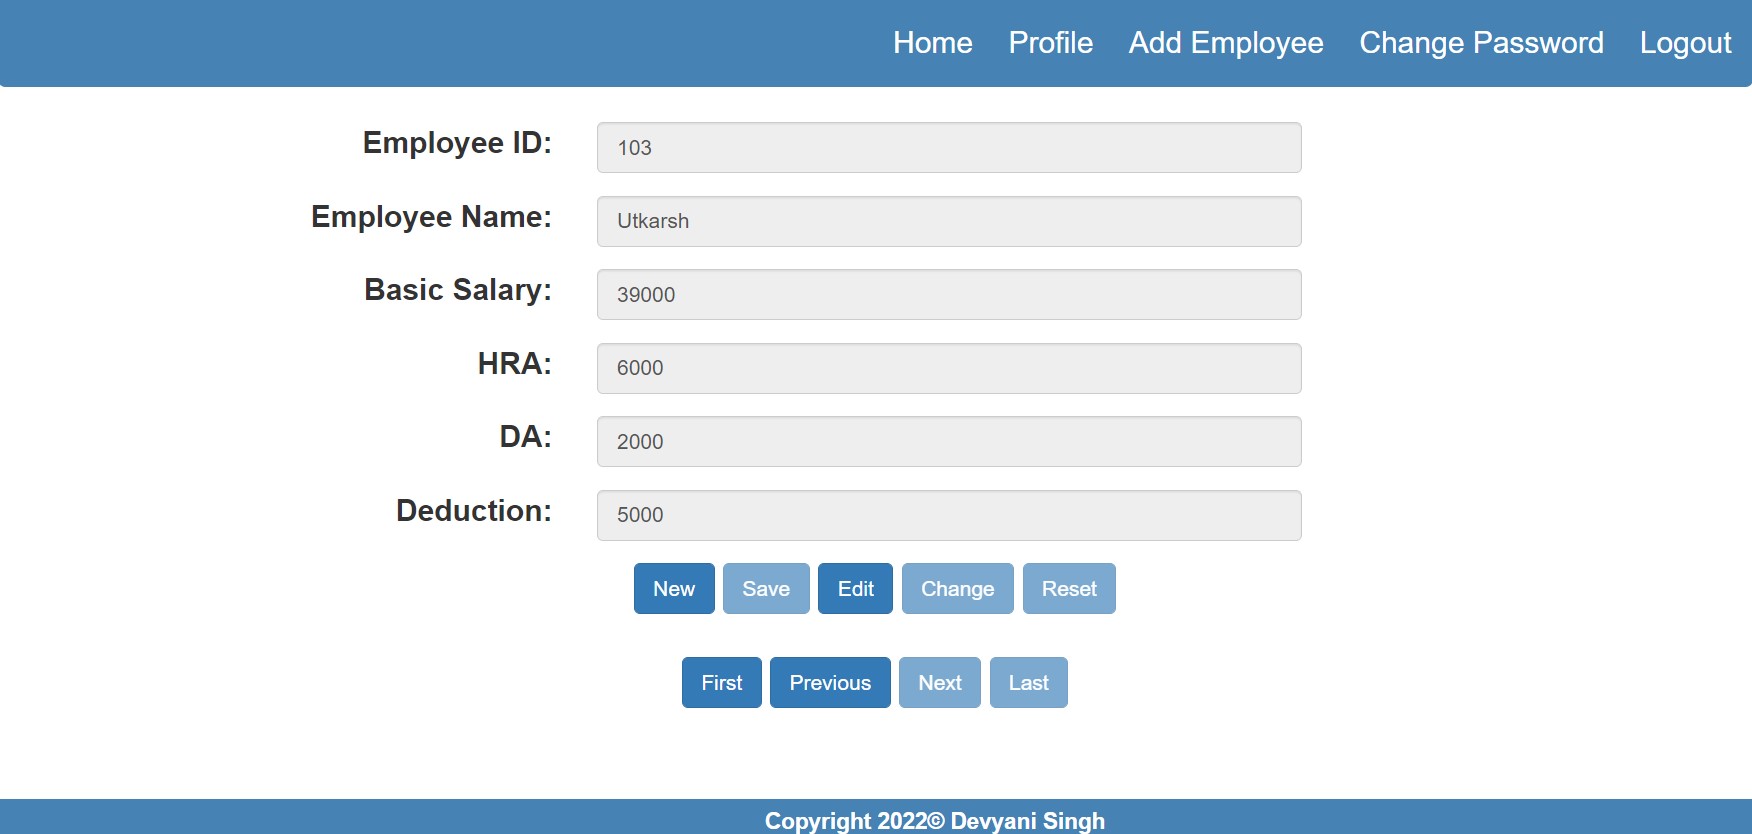 Home Profile Add Employee Change Password Logout
Employee ID: 103
Employee Name: Utkarsh
Basic Salary: 39000
HRA: 6000
DA: 2000
Deduction: 5000
New Save Edit Change Reset
First Previous Next Last
Copyright 2022© Devyani Singh